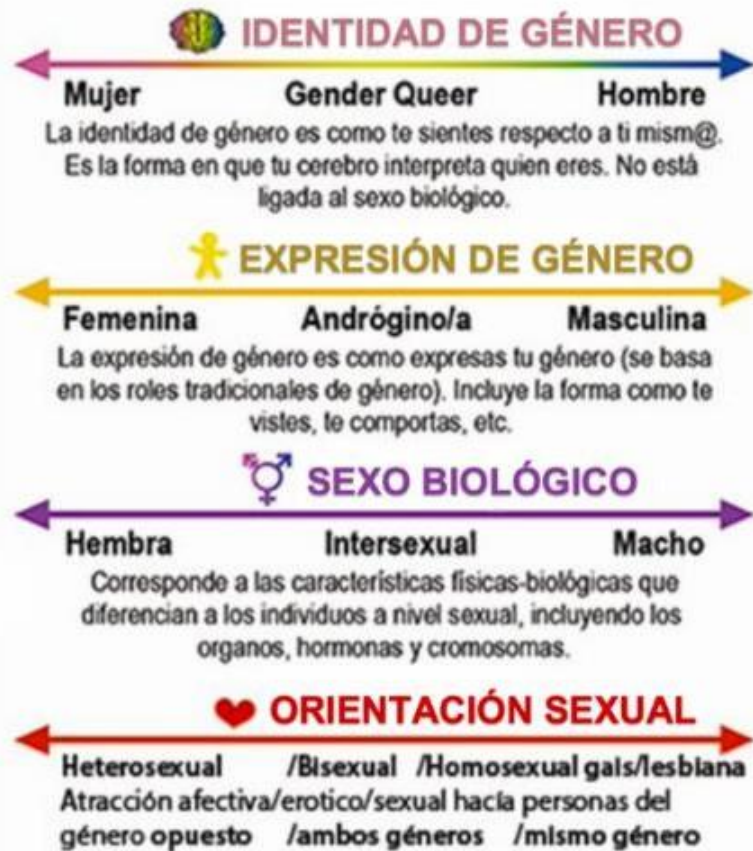 IDENTIDAD DE GÉNERO
Mujer Gender Queer Hombre
La identidad de género es como te sientes respecto a ti mism@.
Es la forma en que tu cerebro interpreta quien eres. No está
ligada al sexo biológico.
EXPRESIÓN DE GÉNERO
Femenina Andrógino/a Masculina
La expresión de género es como expresas tu género (se basa
en los roles tradicionales de género). Incluye la forma como te
vistes, te comportas, etc.
SEXO BIOLÓGICO
Hembra Intersexual Macho
Corresponde a las características físicas-biológicas que
diferencian a los individuos a nivel sexual, incluyendo los
organos, hormonas y cromosomas.
ORIENTACIÓN SEXUAL
Heterosexual /Bisexual /Homosexual gais/lesbiana
Atracción afectiva/erotico/sexual hacía personas del
género opuesto /ambos géneros /mismo género